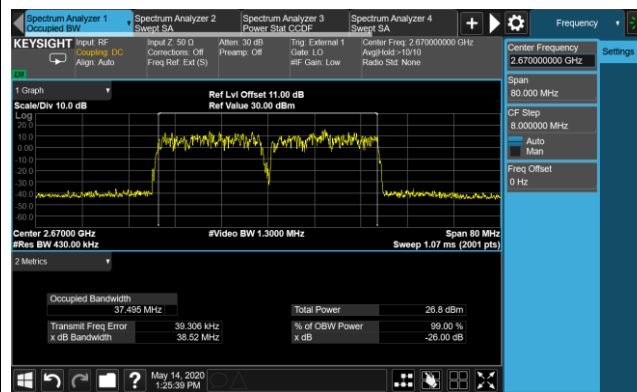 Spectrum Analyzer 1
Occupied BW
Spectrum Analyzer 2
Swept SA
Spectrum Analyzer 3
Power Stat CCDF
Spectrum Analyzer 4
Swept SA
Frequency
KEYSIGHT
Input: RF
Coupling: DC
Align: Auto
Input Z: 50 Ω
Corrections: Off
Freq Ref: Ext (S)
Atten: 30 dB
Preamp: Off
Trig: External 1
Gate: LO
#IF Gain: Low
Center Freq: 2.670000000 GHz
Avg|Hold:>10/10
Radio Std: None
Center Frequency
2.670000000 GHz
Settings
Span
80.000 MHz
CF Step
8.000000 MHz
Auto
Man
Freq Offset
0 Hz
1 Graph
Scale/Div 10.0 dB
Ref Lvl Offset 11.00 dB
Ref Value 30.00 dBm
Log
20.0
10.0
0.00
-10.0
-20.0
-30.0
-40.0
-50.0
-60.0
Center 2.67000 GHz
#Res BW 430.00 kHz
#Video BW 1.3000 MHz
Span 80 MHz
Sweep 1.07 ms (2001 pts)
2 Metrics
Occupied Bandwidth
37.495 MHz
Total Power 26.8 dBm
Transmit Freq Error 39.306 kHz
% of OBW Power 99.00 %
x dB Bandwidth 38.52 MHz
x dB -26.00 dB
May 14, 2020
1:25:39 PM